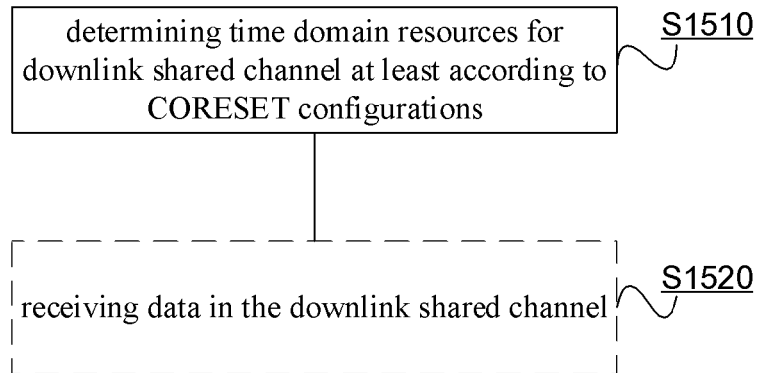 determining time domain resources for
downlink shared channel at least according to
CORESET configurations
S1510
receiving data in the downlink shared channel
S1520